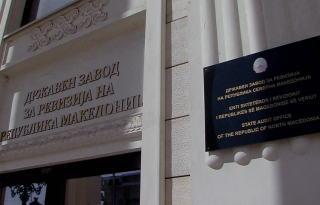 ДРЖАВЕН ЗАВОД
ЗА РЕВИЗИЈА НА
РЕПУБЛИКА МАКЕДОНИЈА
ДРЖАВЕН ЗАВОД ЗА РЕВИЗИЈА
НА РЕПУБЛИКА СЕВЕРНА МАКЕДОНИЈА
ENTI SHTETËROR I REVIZIONIT
I REPUBLIKËS SË MAQEDONISË SË VERIUT
STATE AUDIT OFFICE
OF THE REPUBLIC OF NORTH MACEDONIA